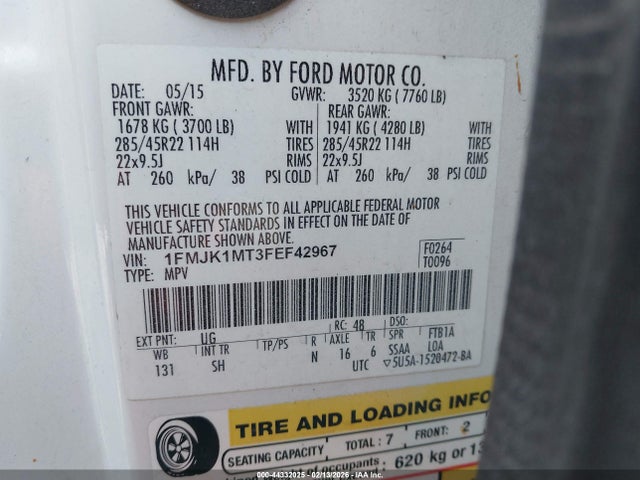 MFD. BY FORD MOTOR CO.
DATE: 05/15 GVWR: 3520 KG ( 7760 LB)
FRONT GAWR: REAR GAWR:
1678 KG ( 3700 LB) WITH 1941 KG ( 4280 LB) WITH
285/45R22 114H TIRES 285/45R22 114H TIRES
22x9.5J RIMS 22x9.5J RIMS
AT 260 kPa/ 38 PSI COLD AT 260 kPa/ 38 PSI COLD
THIS VEHICLE CONFORMS TO ALL APPLICABLE FEDERAL MOTOR
VEHICLE SAFETY STANDARDS IN EFFECT ON THE DATE OF
MANUFACTURE SHOWN ABOVE.
VIN: 1FMJK1MT3FEF42967 F0264
TYPE: MPV T0096
EXT PNT: UG RC: 48 DSO:
WB INT TR TP/PS R AXLE TR SPR FTB1A
131 SH N 16 6 SSAA LOA
UTC ▽5U5A-1520472-BA
TIRE AND LOADING INFO
SEATING CAPACITY TOTAL : 7 FRONT: 2
of occupants : 620 kg or 13
000-44332025 - 02/13/2026 - © IAA Inc.